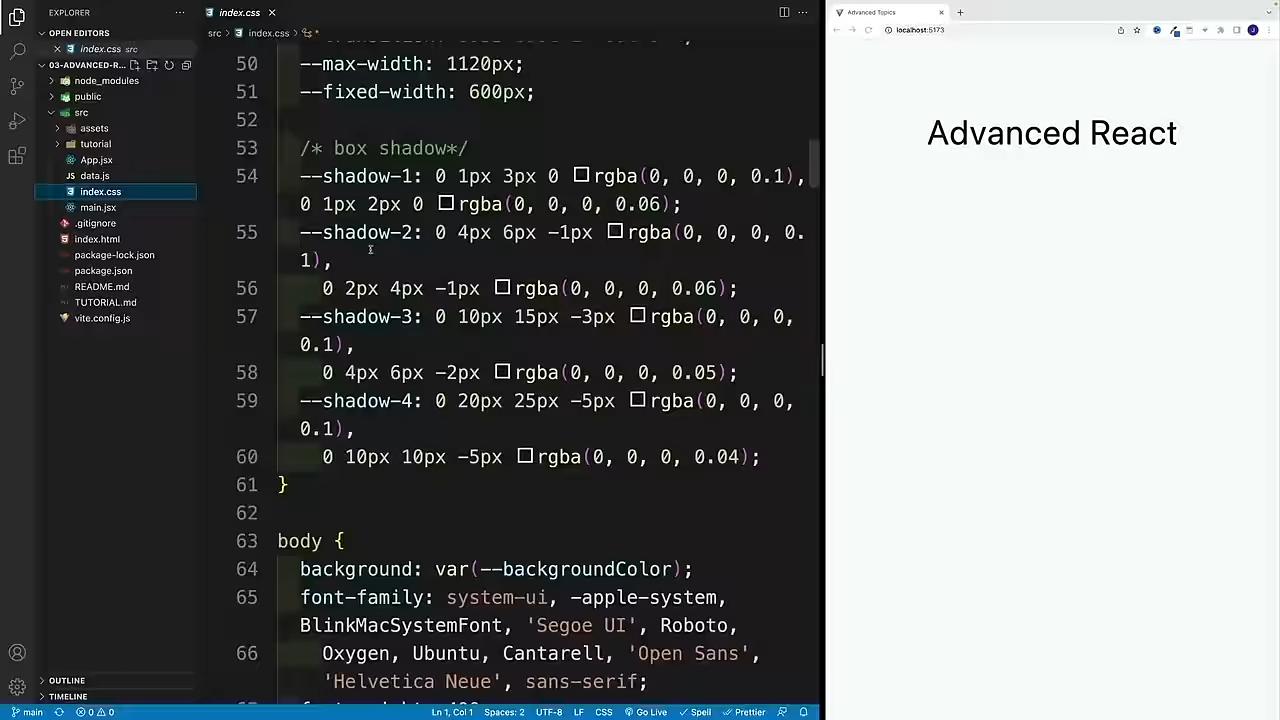 EXPLORER
OPEN EDITORS
index.css src
03-ADVANCED-R...
node_modules
public
src
assets
tutorial
App.jsx
JS data.js
index.css
main.jsx
.gitignore
index.html
package-lock.json
package.json
README.md
TUTORIAL.md
vite.config.js
OUTLINE
TIMELINE
index.css
src > index.css >
50 --max-width: 1120px;
51 --fixed-width: 600px;
52
53 /* box shadow*/
54 --shadow-1: 0 1px 3px 0 rgba(0, 0, 0, 0.1),
0 1px 2px 0 rgba(0, 0, 0, 0.06);
55 --shadow-2: 0 4px 6px -1px rgba(0, 0, 0, 0.
1),
56 0 2px 4px -1px rgba(0, 0, 0, 0.06);
57 --shadow-3: 0 10px 15px -3px rgba(0, 0, 0,
0.1),
58 0 4px 6px -2px rgba(0, 0, 0, 0.05);
59 --shadow-4: 0 20px 25px -5px rgba(0, 0, 0,
0.1),
60 0 10px 10px -5px rgba(0, 0, 0, 0.04);
61 }
62
63 body {
64 background: var(--backgroundColor);
65 font-family: system-ui, -apple-system,
BlinkMacSystemFont, 'Segoe UI', Roboto,
66 Oxygen, Ubuntu, Cantarell, 'Open Sans',
'Helvetica Neue', sans-serif;
main 0 0 Ln 1, Col 1 Spaces: 2 UTF-8 LF CSS Go Live Spell Prettier
Advanced Topics
localhost:5173
J
Advanced React